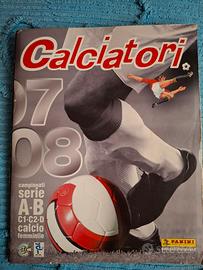 Calciatori
07
08
campionati
serie
A-B
C1-C2-D
calcio
femminile
PANINI